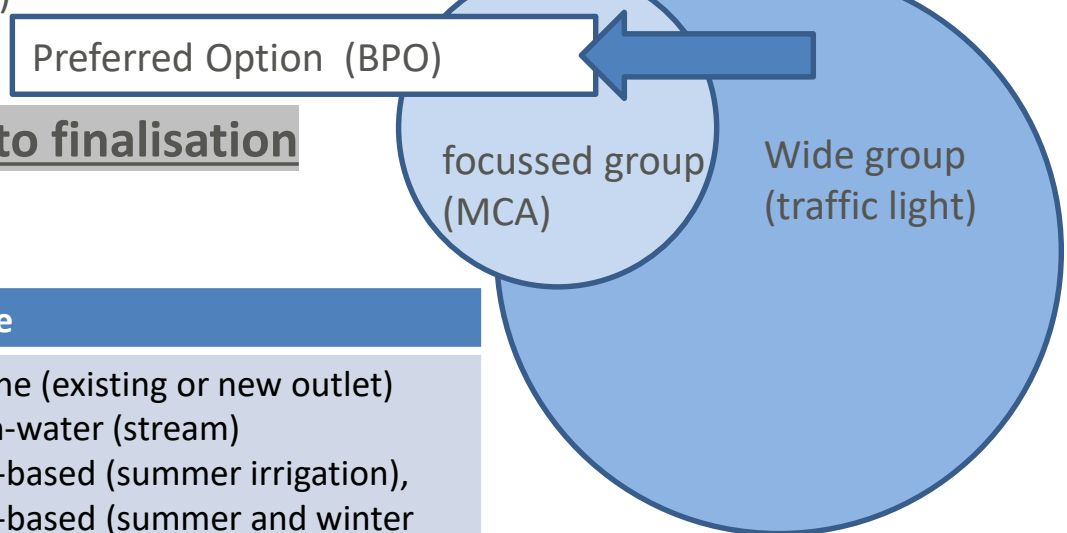 )
Preferred Option (BPO)
to finalisation
focussed group
(MCA)
Wide group
(traffic light)
e
ne (existing or new outlet)
-water (stream)
-based (summer irrigation),
-based (summer and winter